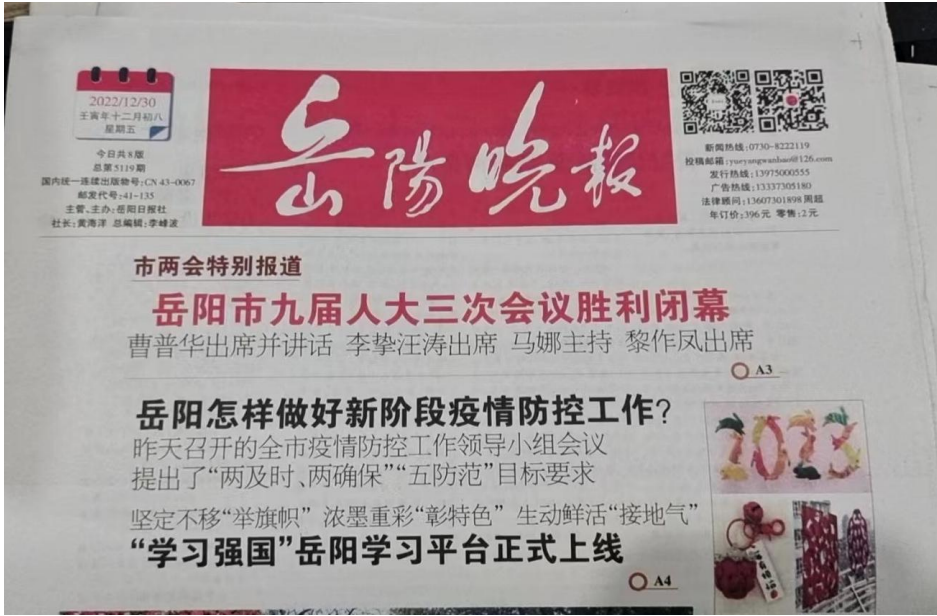 2022/12/30
壬寅年十二月初八
星期五
今日共8版
总第5119期
国内统一连续出版物号:CN 43-0067
邮发代号:41-135
主管、主办:岳阳日报社
社长:黄海洋 总编辑:李峰波
岳陽晚报
新闻热线:0730-8222119
投稿邮箱:yueyangwanbao@126.com
发行热线:13975000555
广告热线:13337305180
法律顾问:13607301898 周超
年订价:396元 零售:2元
市两会特别报道
岳阳市九届人大三次会议胜利闭幕
曹普华出席并讲话 李挚汪涛出席 马娜主持 黎作凤出席
A3
岳阳怎样做好新阶段疫情防控工作?
昨天召开的全市疫情防控工作领导小组会议
提出了“两及时、两确保”“五防范”目标要求
坚定不移“举旗帜” 浓墨重彩“彰特色” 生动鲜活“接地气”
“学习强国”岳阳学习平台正式上线
A4
2023